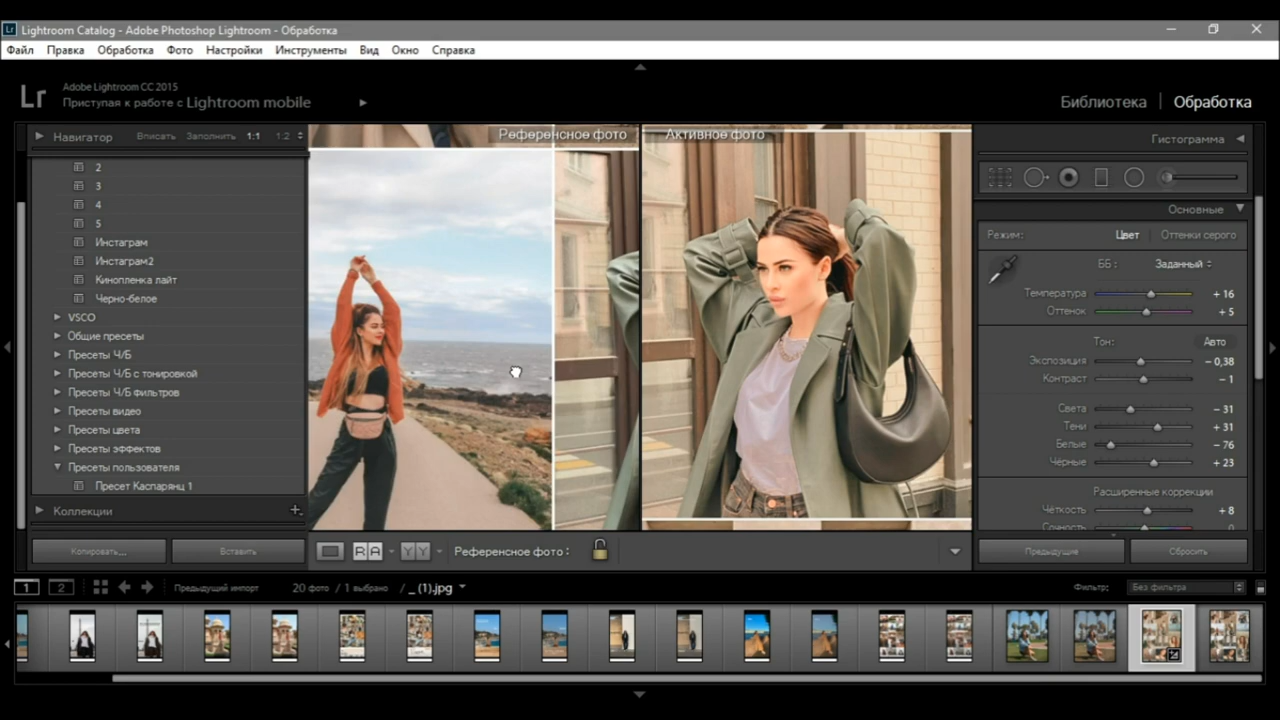 Lightroom Catalog - Adobe Photoshop Lightroom - Обработка
Файл Правка Обработка Фото Настройки Инструменты Вид Окно Справка
Lr
Adobe Lightroom CC 2015
Приступая к работе с Lightroom mobile
Библиотека | Обработка
Навигатор Вписать Заполнить 1:1 1:2
2
3
4
5
Инстаграм
Инстаграм2
Кинопленка лайт
Черно-белое
VSCO
Общие пресеты
Пресеты Ч/Б
Пресеты Ч/Б с тонировкой
Пресеты Ч/Б фильтров
Пресеты видео
Пресеты цвета
Пресеты эффектов
Пресеты пользователя
Пресет Каспарянц 1
Коллекции
Копировать... Вставить
Референсное фото
Активное фото
Гистограмма
Основные
Режим: Цвет Оттенки серого
ББ : Заданный
Температура + 16
Оттенок + 5
Тон: Авто
Экспозиция – 0,38
Контраст – 1
Света – 31
Тени + 31
Белые – 76
Чёрные + 23
Расширенные коррекции
Чёткость + 8
Сочность 0
Предыдущие Сбросить
R A Y Y Референсное фото :
1 2 Предыдущий импорт 20 фото / 1 выбрано / _ (1).jpg
Фильтр: Без фильтра